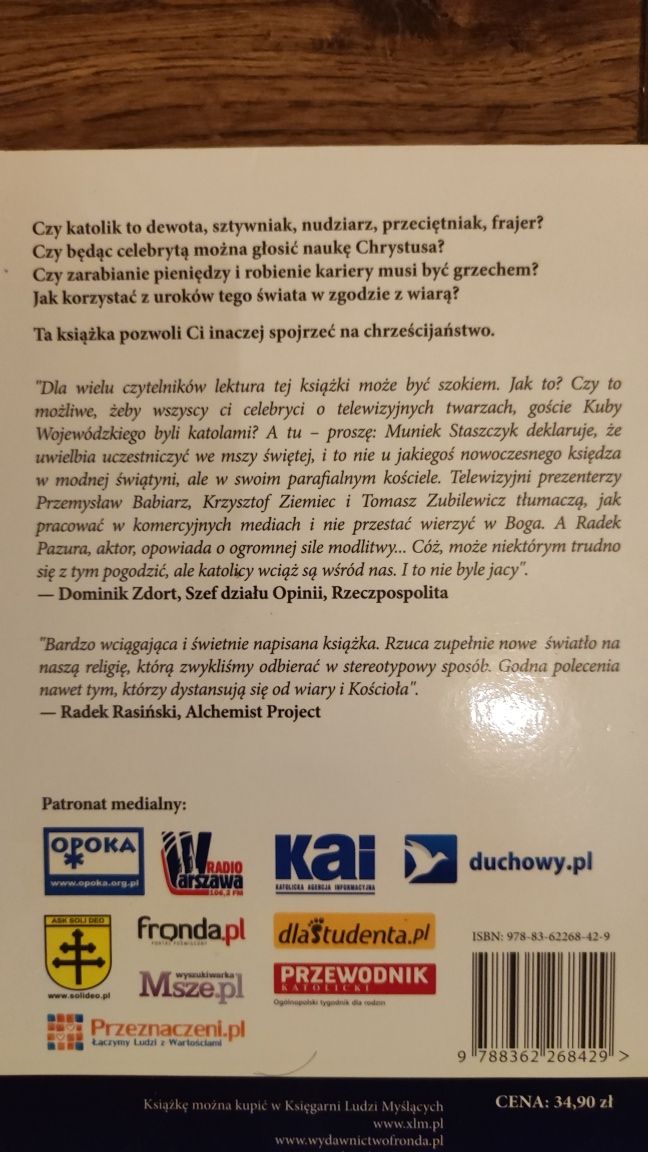 Czy katolik to dewota, sztywniak, nudziarz, przeciętniak, frajer?
Czy będąc celebrytą można głosić naukę Chrystusa?
Czy zarabianie pieniędzy i robienie kariery musi być grzechem?
Jak korzystać z uroków tego świata w zgodzie z wiarą?
Ta książka pozwoli Ci inaczej spojrzeć na chrześcijaństwo.
"Dla wielu czytelników lektura tej książki może być szokiem. Jak to? Czy to
możliwe, żeby wszyscy ci celebryci o telewizyjnych twarzach, goście Kuby
Wojewódzkiego byli katolami? A tu – proszę: Muniek Staszczyk deklaruje, że
uwielbia uczestniczyć we mszy świętej, i to nie u jakiegoś nowoczesnego księdza
w modnej świątyni, ale w swoim parafialnym kościele. Telewizyjni prezenterzy
Przemysław Babiarz, Krzysztof Ziemiec i Tomasz Zubilewicz tłumaczą, jak
pracować w komercyjnych mediach i nie przestać wierzyć w Boga. A Radek
Pazura, aktor, opowiada o ogromnej sile modlitwy... Cóż, może niektórym trudno
się z tym pogodzić, ale katolicy wciąż są wśród nas. I to nie byle jacy".
— Dominik Zdort, Szef działu Opinii, Rzeczpospolita
"Bardzo wciągająca i świetnie napisana książka. Rzuca zupełnie nowe światło na
naszą religię, którą zwykliśmy odbierać w stereotypowy sposób. Godna polecenia
nawet tym, którzy dystansują się od wiary i Kościoła".
— Radek Rasiński, Alchemist Project
Patronat medialny:
OPOKA
www.opoka.org.pl
RADIO
Warszawa
106,2 FM
kai
KATOLICKA AGENCJA INFORMACYJNA
duchowy.pl
ASK SOLI DEO
www.solideo.pl
fronda.pl
PORTAL POŚWIĘCONY
dlaStudenta.pl
ISBN: 978-83-62268-42-9
wyszukiwarka
Msze.pl
PRZEWODNIK
KATOLICKI
Ogólnopolski tygodnik dla rodzin
Przeznaczeni.pl
Łączymy Ludzi z Wartościami
9 788362 268429 >
Książkę można kupić w Księgarni Ludzi Myślących
www.xlm.pl
www.wydawnictwofronda.pl
CENA: 34,90 zł